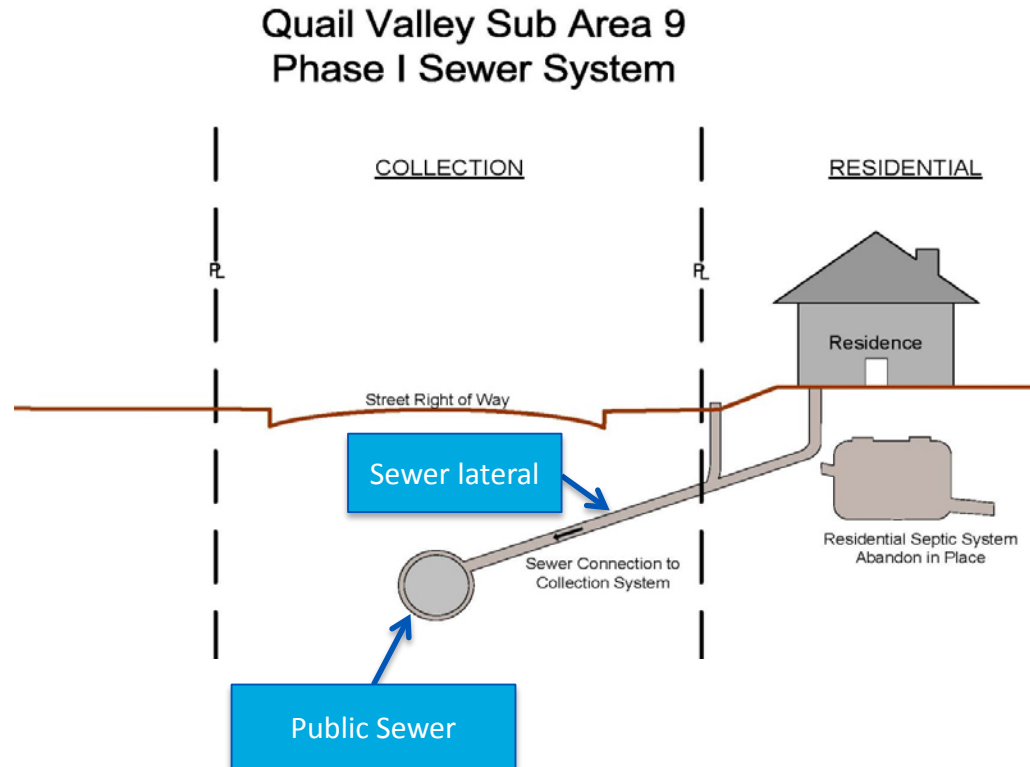 Quail Valley Sub Area 9
Phase I Sewer System
COLLECTION
RESIDENTIAL
PL
PL
Residence
Street Right of Way
Sewer lateral
Sewer Connection to
Collection System
Residential Septic System
Abandon in Place
Public Sewer